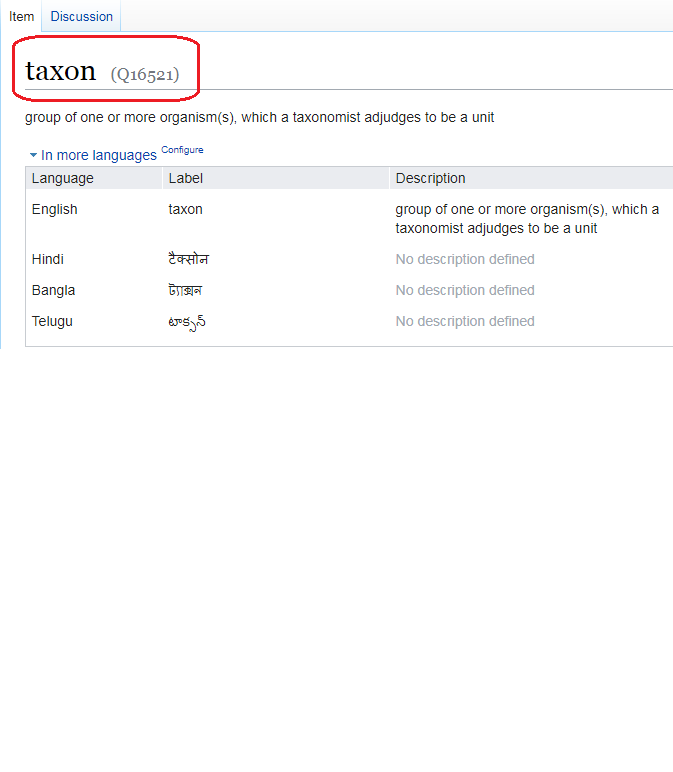 Item Discussion
taxon (Q16521)
group of one or more organism(s), which a taxonomist adjudges to be a unit
In more languages Configure
Language Label Description
English taxon group of one or more organism(s), which a
taxonomist adjudges to be a unit
Hindi टैक्सोन No description defined
Bangla ট্যাক্সন No description defined
Telugu టాక్సన్ No description defined